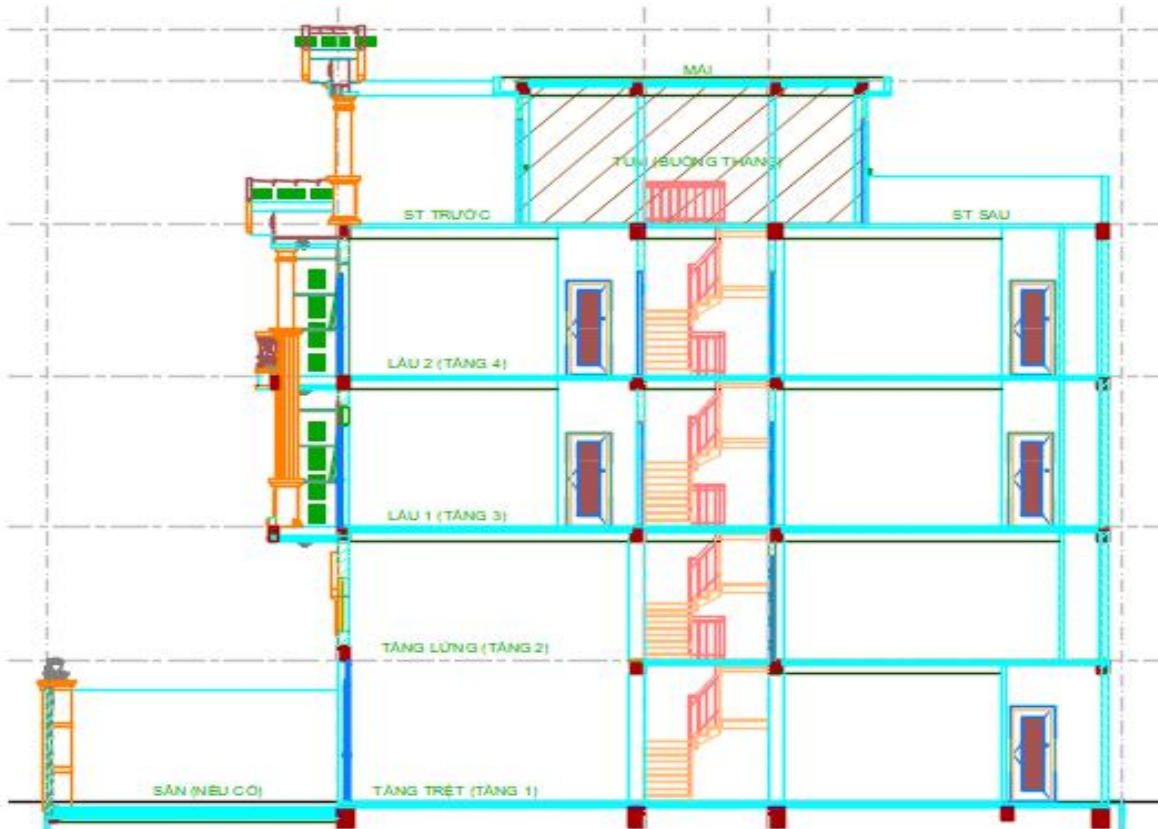 MÁI
TUM (BUỒNG THANG)
ST TRƯỚC
ST SAU
LẦU 2 (TẦNG 4)
LẦU 1 (TẦNG 3)
TẦNG LỬNG (TẦNG 2)
SÂN (NẾU CÓ)
TẦNG TRỆT (TẦNG 1)